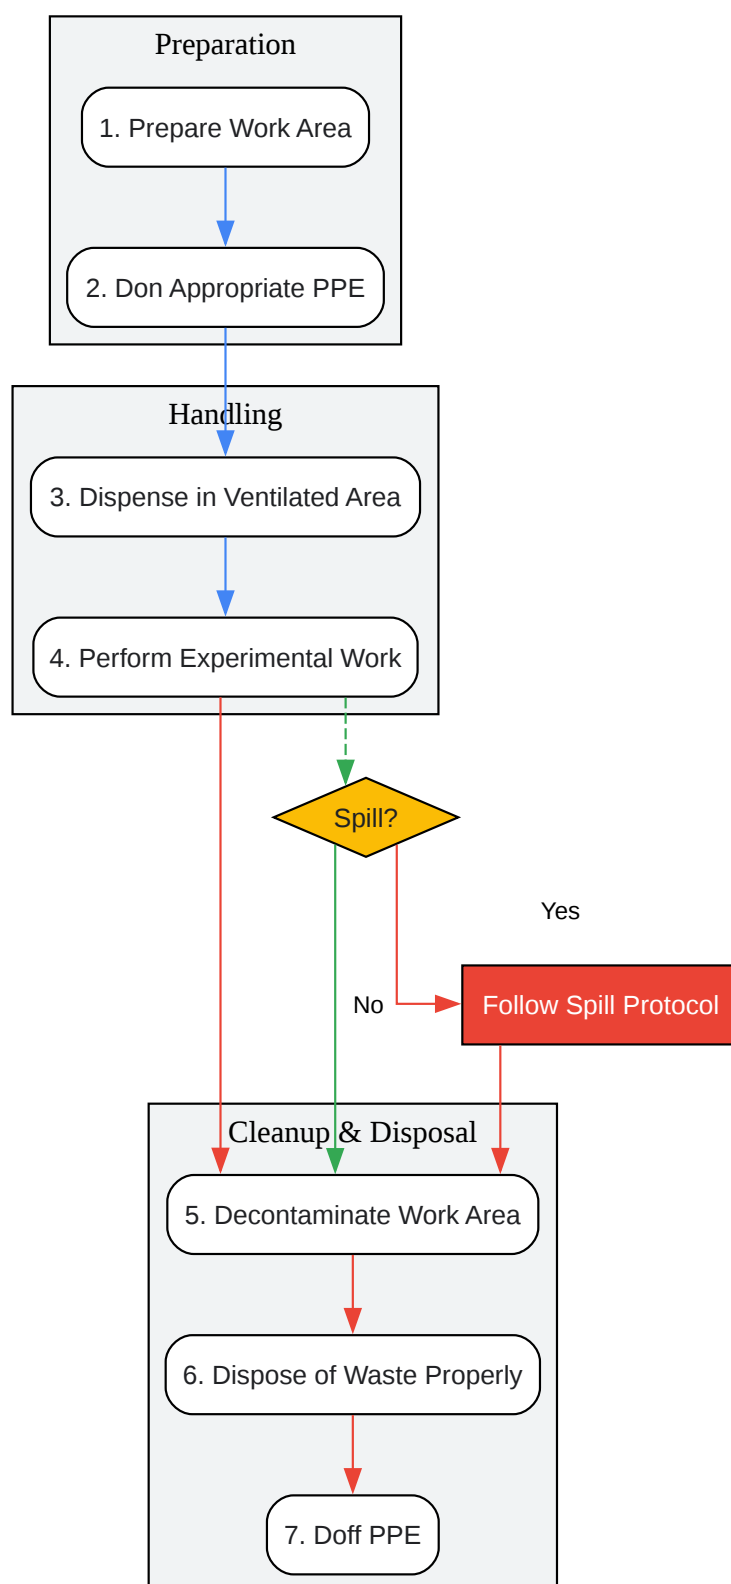 Preparation
1. Prepare Work Area
2. Don Appropriate PPE
Handling
3. Dispense in Ventilated Area
4. Perform Experimental Work
Spill?
Yes
No
Follow Spill Protocol
Cleanup & Disposal
5. Decontaminate Work Area
6. Dispose of Waste Properly
7. Doff PPE